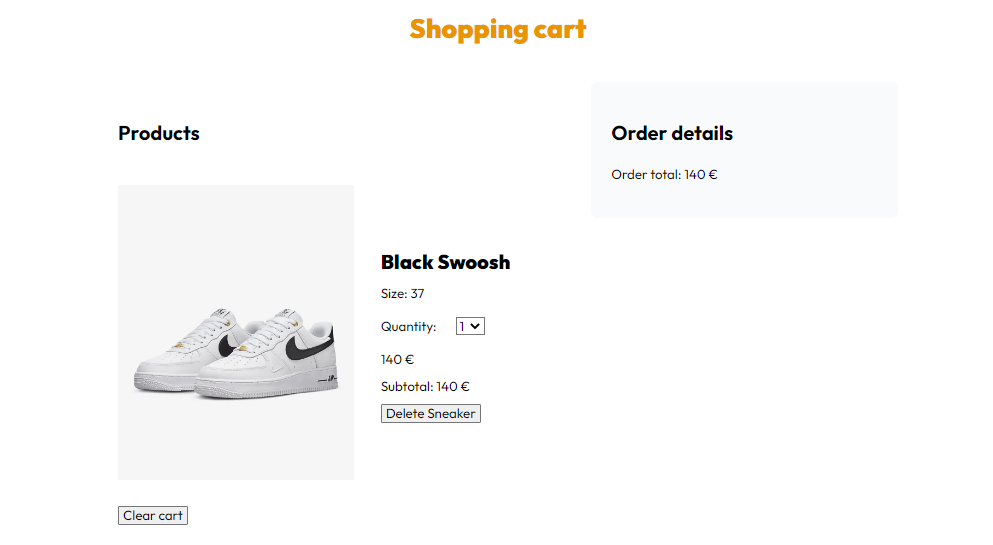 Shopping cart
Products
Black Swoosh
Size: 37
Quantity: 1
140 €
Subtotal: 140 €
Delete Sneaker
Clear cart
Order details
Order total: 140 €